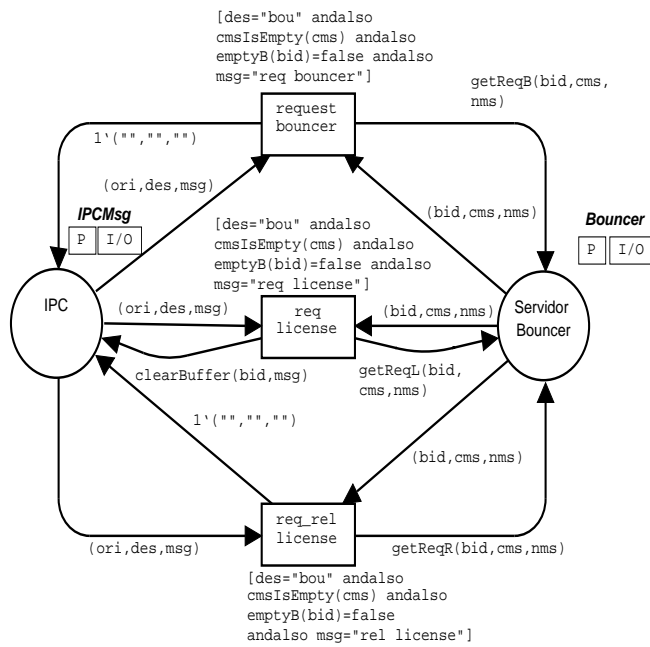 [des="bou" andalso
cmsIsEmpty(cms) andalso
emptyB(bid)=false andalso
msg="req bouncer"]
getReqB(bid,cms,
nms)
request
bouncer
1`("","","")
(ori,des,msg)
(bid,cms,nms)
IPCMsg
P I/O
Bouncer
P I/O
[des="bou" andalso
cmsIsEmpty(cms) andalso
emptyB(bid)=false andalso
msg="req license"]
IPC
(ori,des,msg)
req
license
(bid,cms,nms)
Servidor
Bouncer
clearBuffer(bid,msg)
getReqL(bid,
cms,nms)
1`("","","")
(bid,cms,nms)
req_rel
license
(ori,des,msg)
getReqR(bid,cms,nms)
[des="bou" andalso
cmsIsEmpty(cms) andalso
emptyB(bid)=false
andalso msg="rel license"]